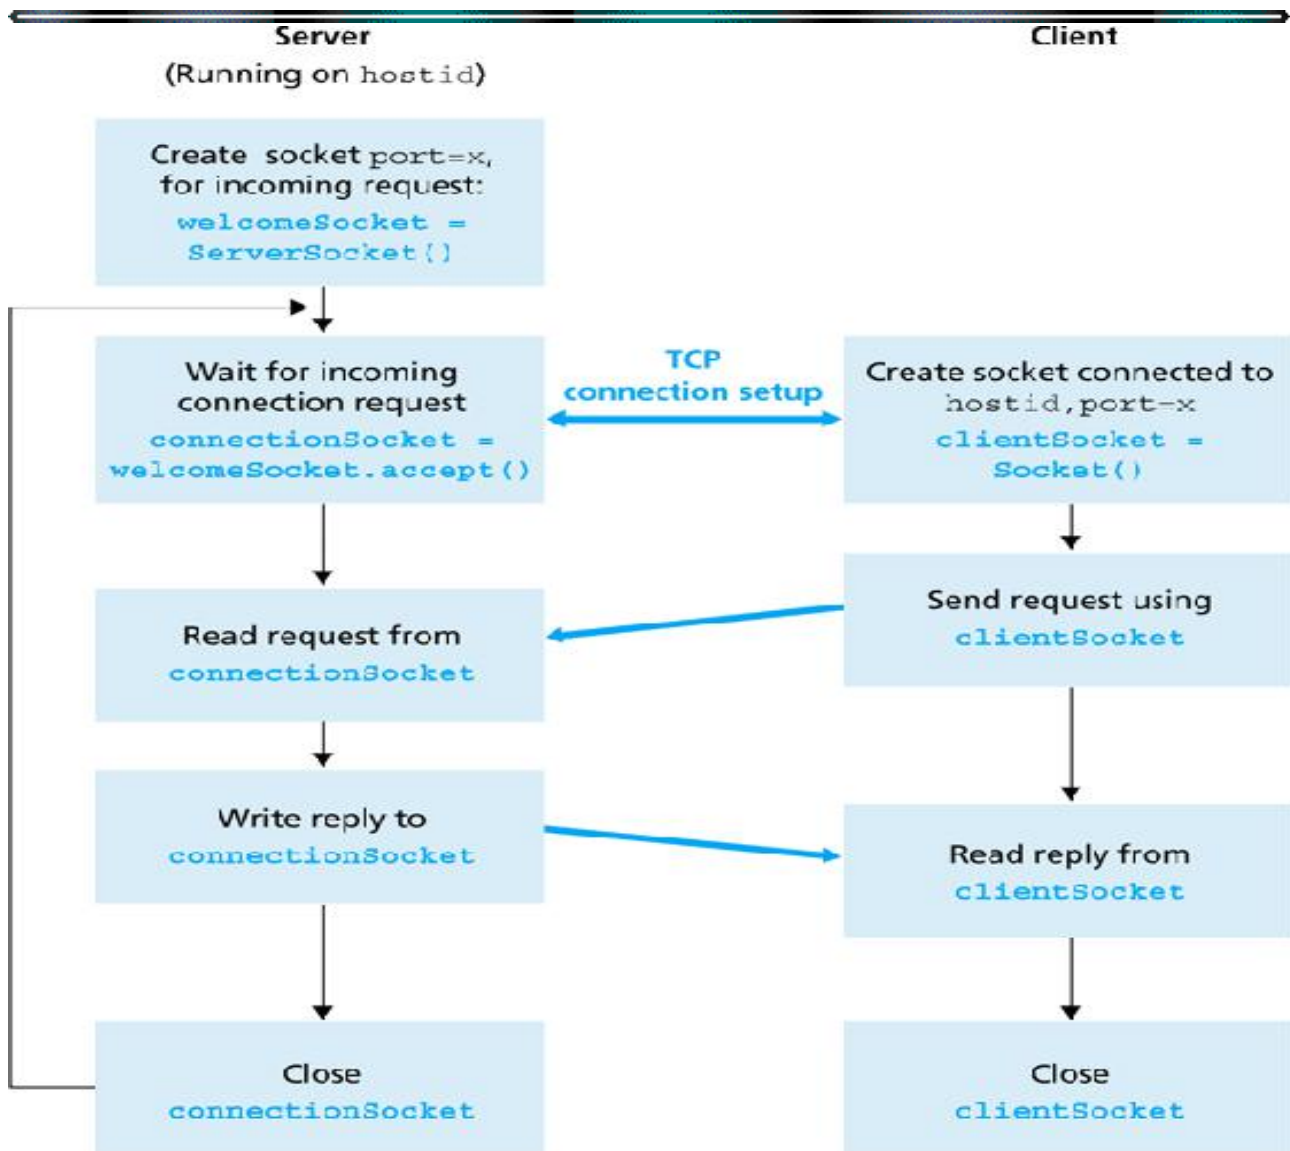 Server
(Running on hostid)
Create socket port=x,
for incoming request:
welcomeSocket =
ServerSocket()
Wait for incoming
connection request
connectionSocket =
welcomeSocket.accept()
Read request from
connectionSocket
Write reply to
connectionSocket
Close
connectionSocket
TCP
connection setup
Client
Create socket connected to
hostid,port=x
clientSocket =
Socket()
Send request using
clientSocket
Read reply from
clientSocket
Close
clientSocket